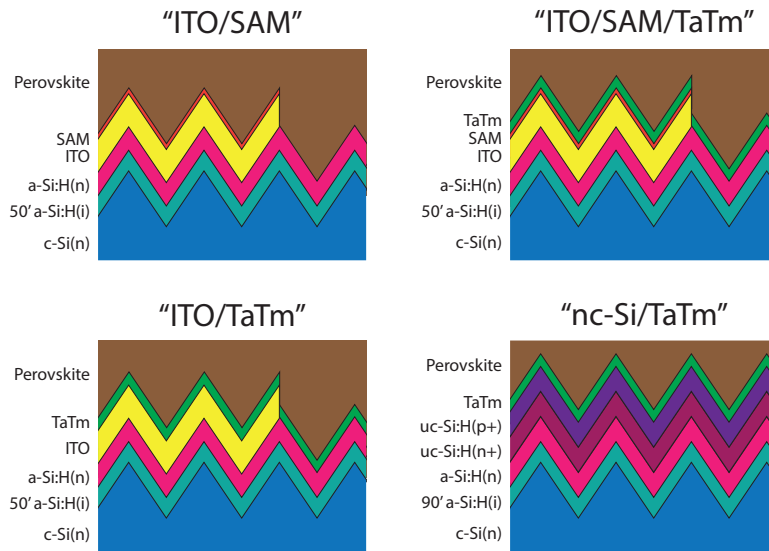 “ITO/SAM”
Perovskite
SAM
ITO
a-Si:H(n)
50′ a-Si:H(i)
c-Si(n)
“ITO/SAM/TaTm”
Perovskite
TaTm
SAM
ITO
a-Si:H(n)
50′ a-Si:H(i)
c-Si(n)
“ITO/TaTm”
Perovskite
TaTm
ITO
a-Si:H(n)
50′ a-Si:H(i)
c-Si(n)
“nc-Si/TaTm”
Perovskite
TaTm
uc-Si:H(p+)
uc-Si:H(n+)
a-Si:H(n)
90′ a-Si:H(i)
c-Si(n)